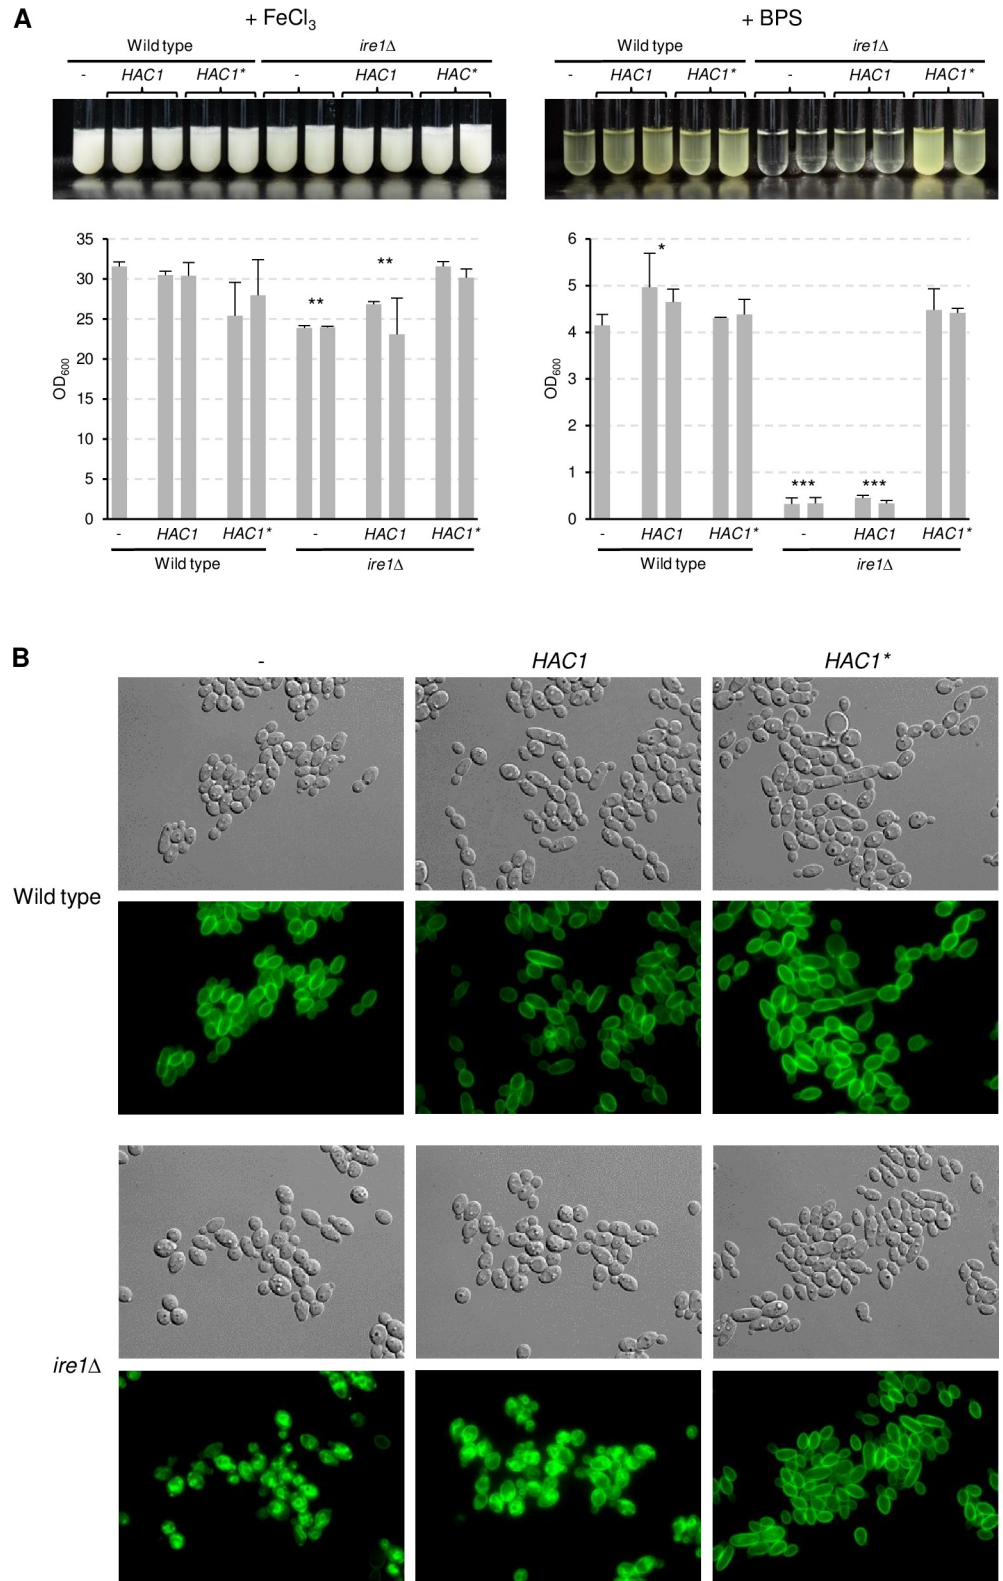 A
+ FeCl3
+ BPS
Wild type ire1Δ
Wild type ire1Δ
- HAC1 HAC1* - HAC1 HAC*
- HAC1 HAC1* - HAC1 HAC1*
35
30
25
20
15
10
5
0
OD600
**
**
- HAC1 HAC1* - HAC1 HAC1*
Wild type ire1Δ
6
5
4
3
2
1
0
OD600
*
***
***
- HAC1 HAC1* - HAC1 HAC1*
Wild type ire1Δ
B
- HAC1 HAC1*
Wild type
ire1Δ